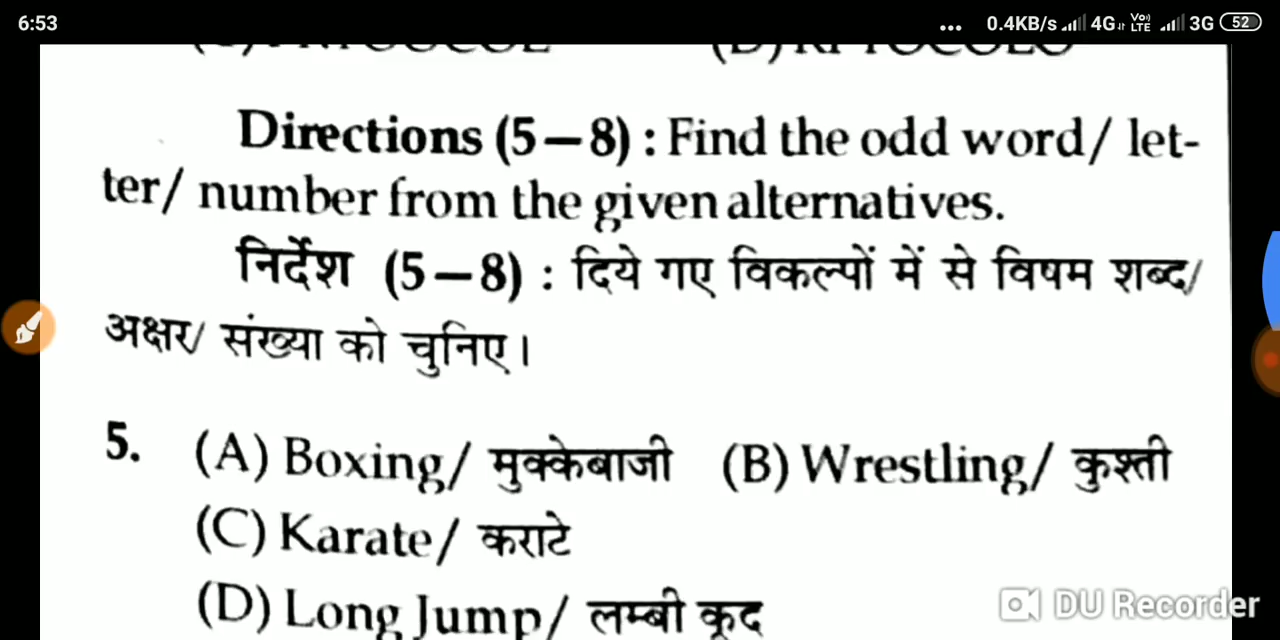 6:53 ... 0.4KB/s 4G Vo) LTE 3G 52
Directions (5—8) : Find the odd word/ let-
ter/ number from the given alternatives.
निर्देश (5—8) : दिये गए विकल्पों में से विषम शब्द/
अक्षर/ संख्या को चुनिए।
5. (A) Boxing/ मुक्केबाजी (B) Wrestling/ कुश्ती
(C) Karate/ कराटे
(D) Long Jump/ लम्बी कूद
DU Recorder